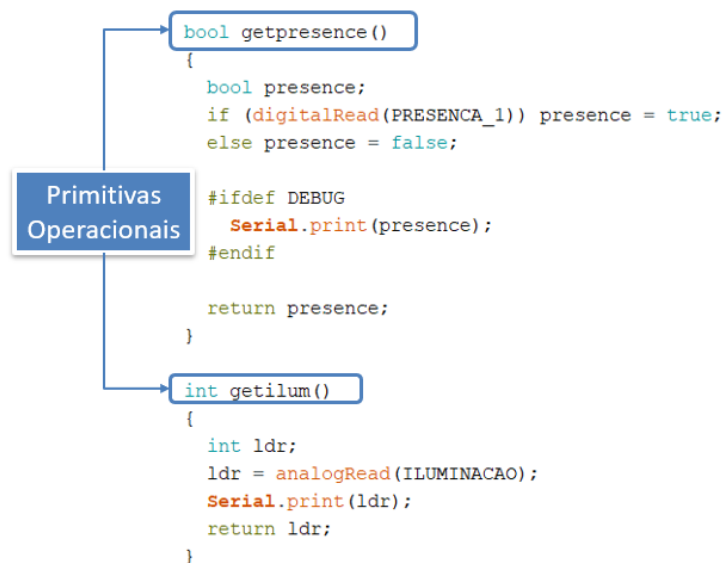 bool getpresence()
{
bool presence;
if (digitalRead(PRESENCA_1)) presence = true;
else presence = false;
Primitivas
Operacionais
#ifdef DEBUG
Serial.print(presence);
#endif
return presence;
}
int getilum()
{
int ldr;
ldr = analogRead(ILUMINACAO);
Serial.print(ldr);
return ldr;
}